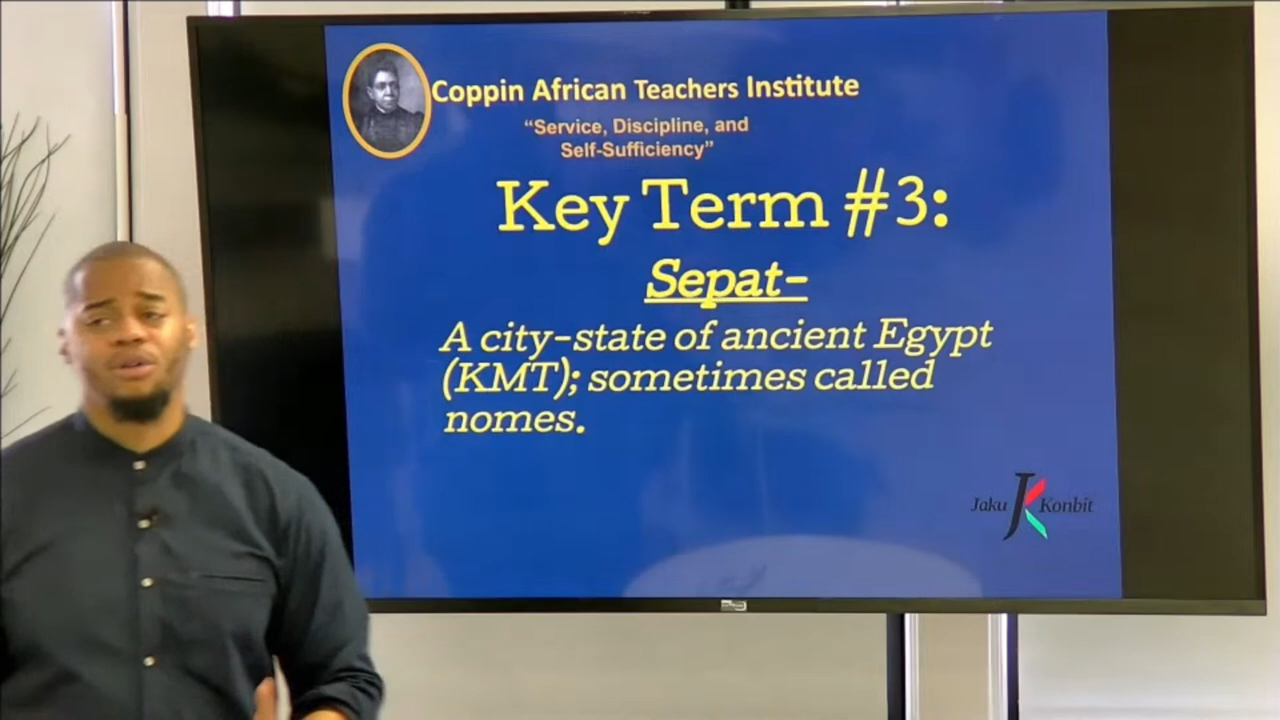 Coppin African Teachers Institute
“Service, Discipline, and
Self-Sufficiency”
Key Term #3:
Sepat-
A city-state of ancient Egypt
(KMT); sometimes called
nomes.
Jaku Konbit